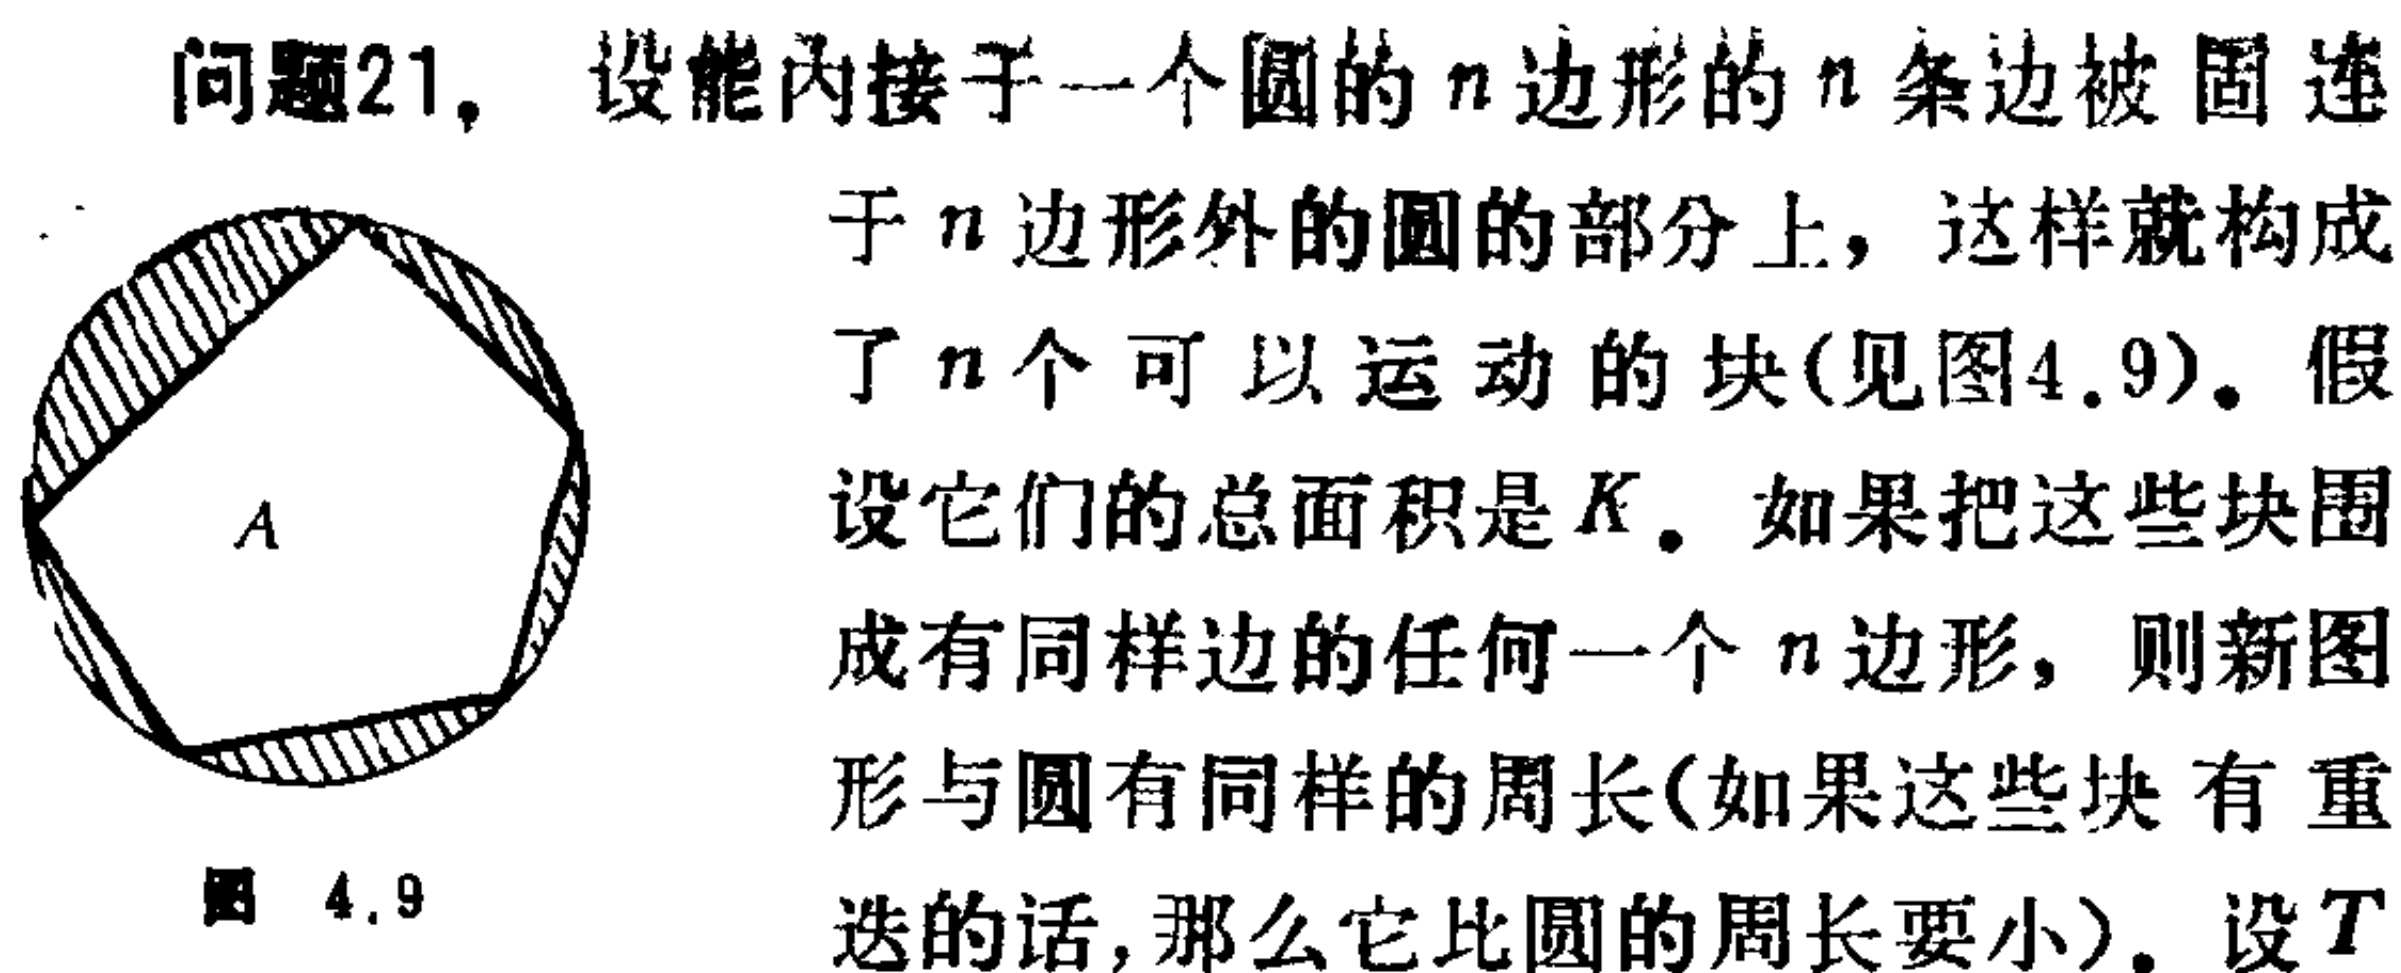 问题21。 设能内接于一个圆的n边形的n条边被固连
于n边形外的圆的部分上，这样就构成
了n个可以运动的块(见图4.9)。假
设它们的总面积是K。如果把这些块围
成有同样边的任何一个n边形，则新图
形与圆有同样的周长(如果这些块有重
迭的话，那么它比圆的周长要小)。设T
A
图 4.9